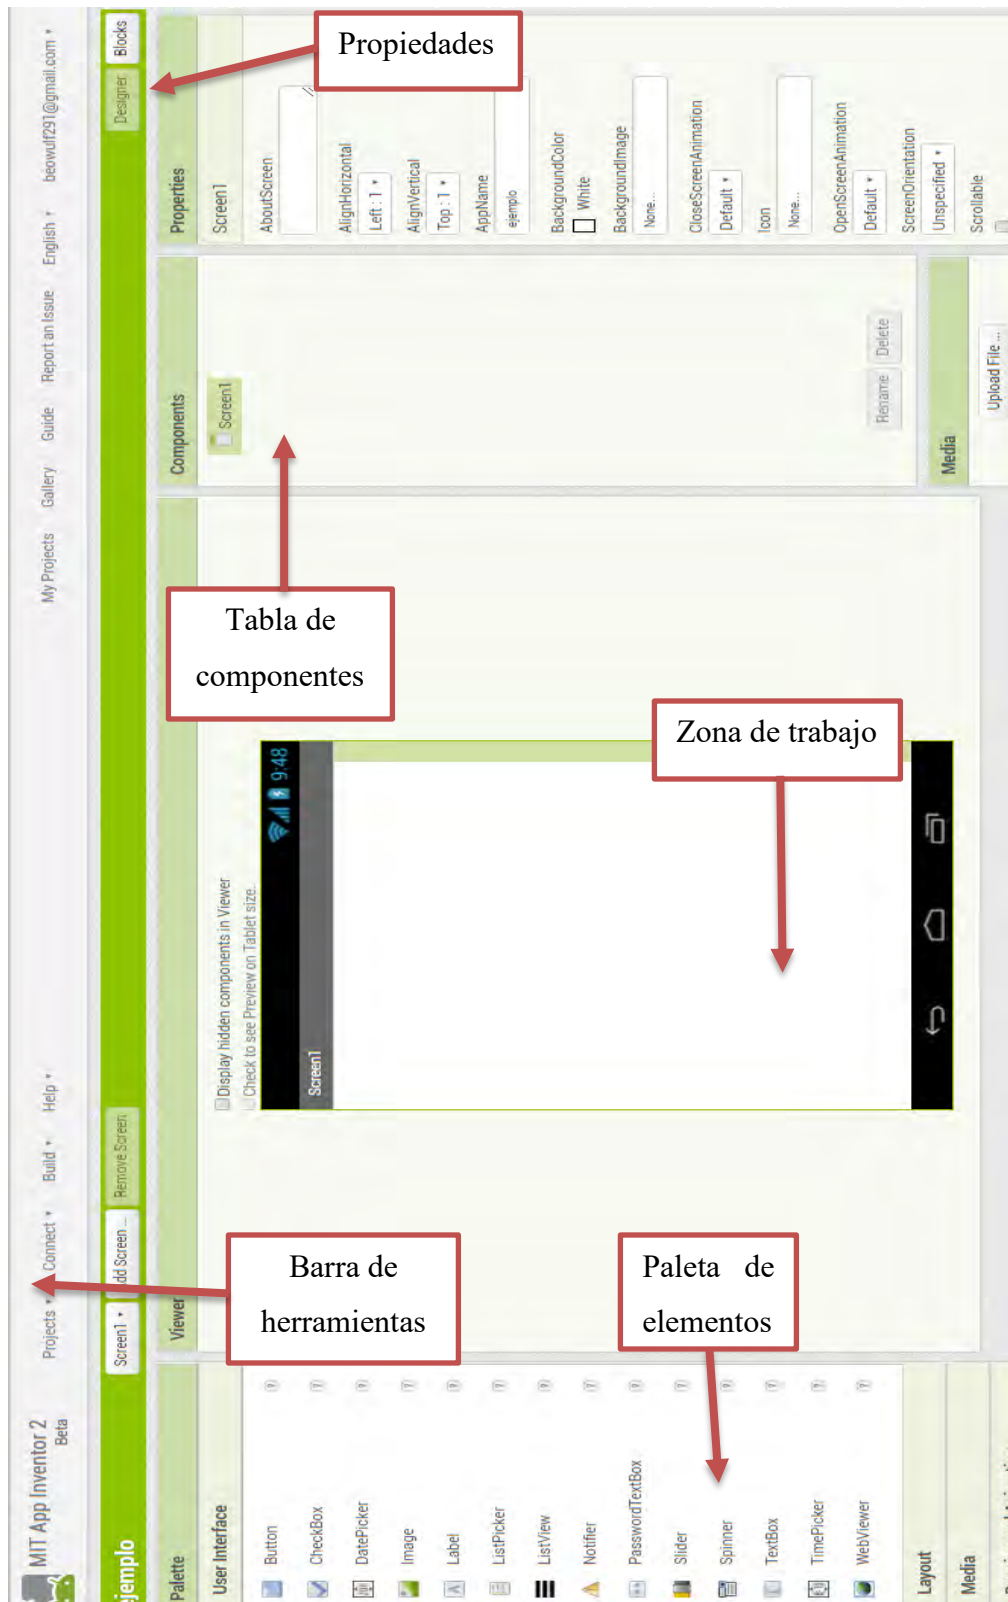 MIT App Inventor 2
Beta
Projects
Connect
Build
Help
My Projects
Gallery
Guide
Report an Issue
English
beowulf291@gmail.com
ejemplo
Screen1
Add Screen ...
Remove Screen
Designer
Blocks
Palette
User Interface
Button
CheckBox
DatePicker
Image
Label
ListPicker
ListView
Notifier
PasswordTextBox
Slider
Spinner
TextBox
TimePicker
WebViewer
Layout
Media
Viewer
Display hidden components in Viewer
Check to see Preview on Tablet size.
9:48
Screen1
Components
Screen1
Rename
Delete
Media
Upload File ...
Properties
Screen1
AboutScreen
AlignHorizontal
Left : 1
AlignVertical
Top : 1
AppName
ejemplo
BackgroundColor
White
BackgroundImage
None...
CloseScreenAnimation
Default
Icon
None...
OpenScreenAnimation
Default
ScreenOrientation
Unspecified
Scrollable
Propiedades
Tabla de
componentes
Zona de trabajo
Barra de
herramientas
Paleta de
elementos